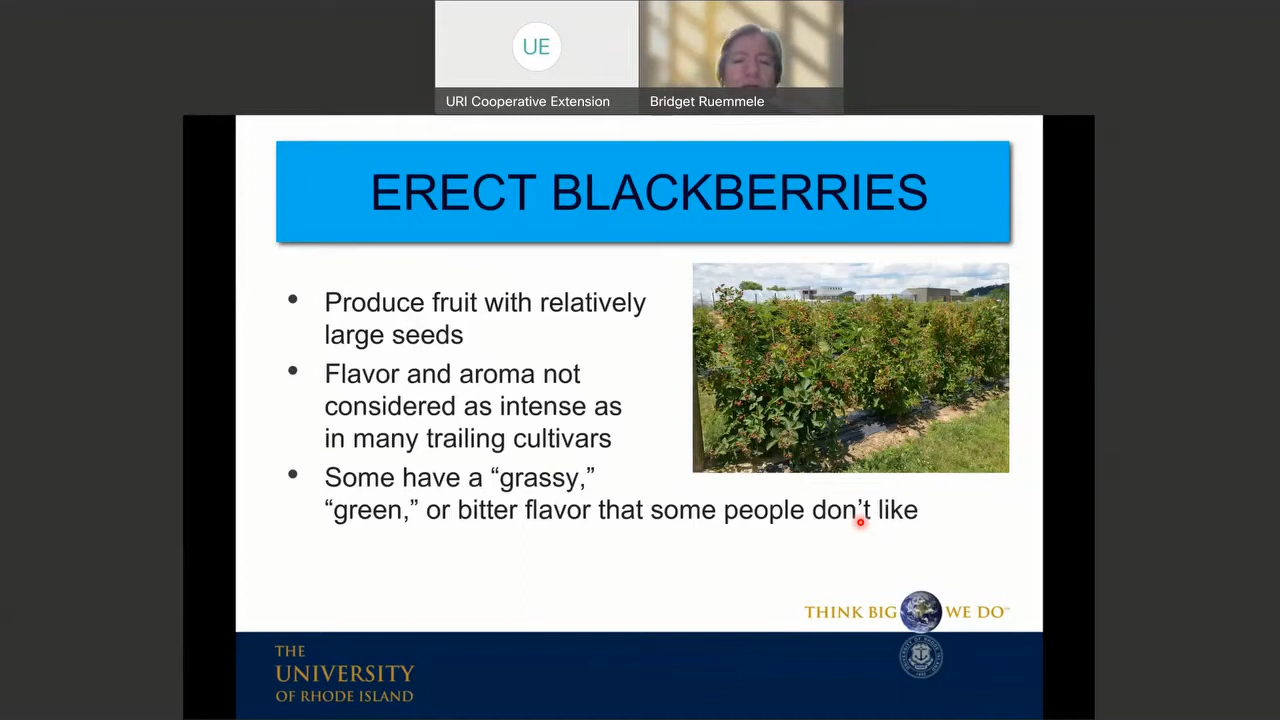 UE
URI Cooperative Extension
Bridget Ruemmele
ERECT BLACKBERRIES
• Produce fruit with relatively
large seeds
• Flavor and aroma not
considered as intense as
in many trailing cultivars
• Some have a “grassy,”
“green,” or bitter flavor that some people don’t like
THINK BIG WE DO™
THE
UNIVERSITY
OF RHODE ISLAND